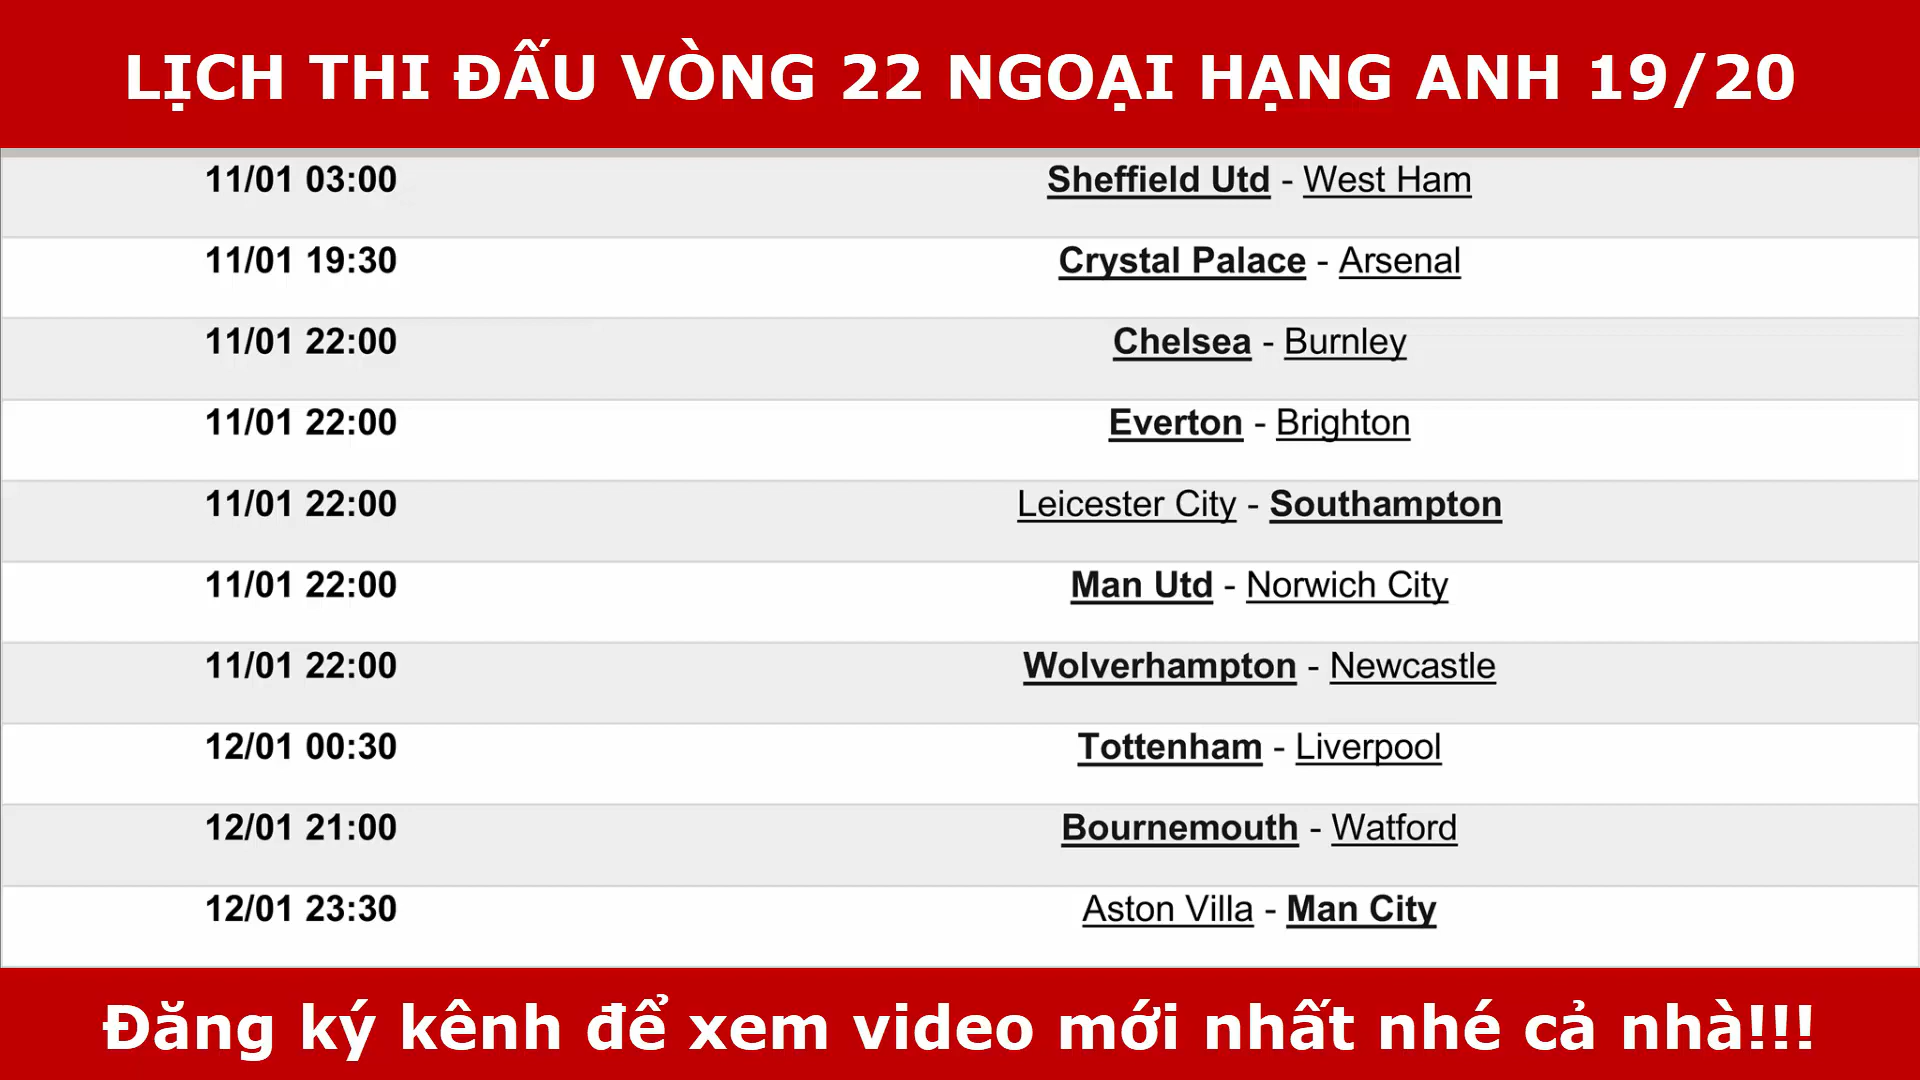 LỊCH THI ĐẤU VÒNG 22 NGOẠI HẠNG ANH 19/20
11/01 03:00 Sheffield Utd - West Ham
11/01 19:30 Crystal Palace - Arsenal
11/01 22:00 Chelsea - Burnley
11/01 22:00 Everton - Brighton
11/01 22:00 Leicester City - Southampton
11/01 22:00 Man Utd - Norwich City
11/01 22:00 Wolverhampton - Newcastle
12/01 00:30 Tottenham - Liverpool
12/01 21:00 Bournemouth - Watford
12/01 23:30 Aston Villa - Man City
Đăng ký kênh để xem video mới nhất nhé cả nhà!!!